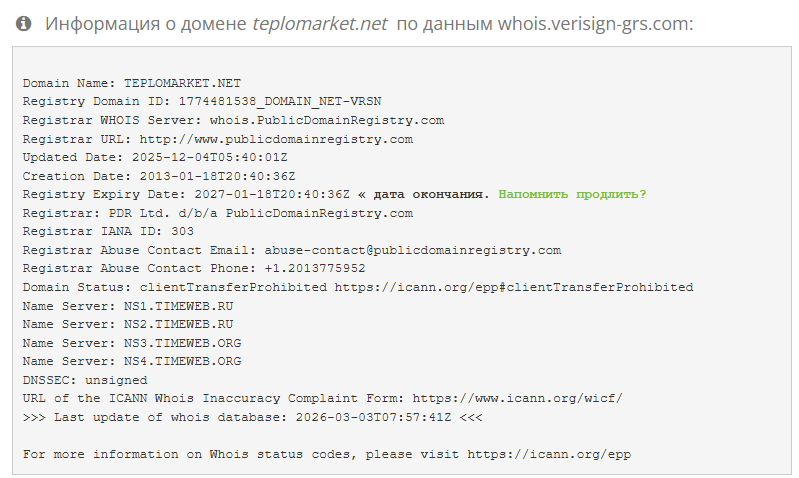 Информация о домене teplomarket.net по данным whois.verisign-grs.com:
Domain Name: TEPLOMARKET.NET
Registry Domain ID: 1774481538_DOMAIN_NET-VRSN
Registrar WHOIS Server: whois.PublicDomainRegistry.com
Registrar URL: http://www.publicdomainregistry.com
Updated Date: 2025-12-04T05:40:01Z
Creation Date: 2013-01-18T20:40:36Z
Registry Expiry Date: 2027-01-18T20:40:36Z « дата окончания. Напомнить продлить?
Registrar: PDR Ltd. d/b/a PublicDomainRegistry.com
Registrar IANA ID: 303
Registrar Abuse Contact Email: abuse-contact@publicdomainregistry.com
Registrar Abuse Contact Phone: +1.2013775952
Domain Status: clientTransferProhibited https://icann.org/epp#clientTransferProhibited
Name Server: NS1.TIMEWEB.RU
Name Server: NS2.TIMEWEB.RU
Name Server: NS3.TIMEWEB.ORG
Name Server: NS4.TIMEWEB.ORG
DNSSEC: unsigned
URL of the ICANN Whois Inaccuracy Complaint Form: https://www.icann.org/wicf/
>>> Last update of whois database: 2026-03-03T07:57:41Z <<<
For more information on Whois status codes, please visit https://icann.org/epp